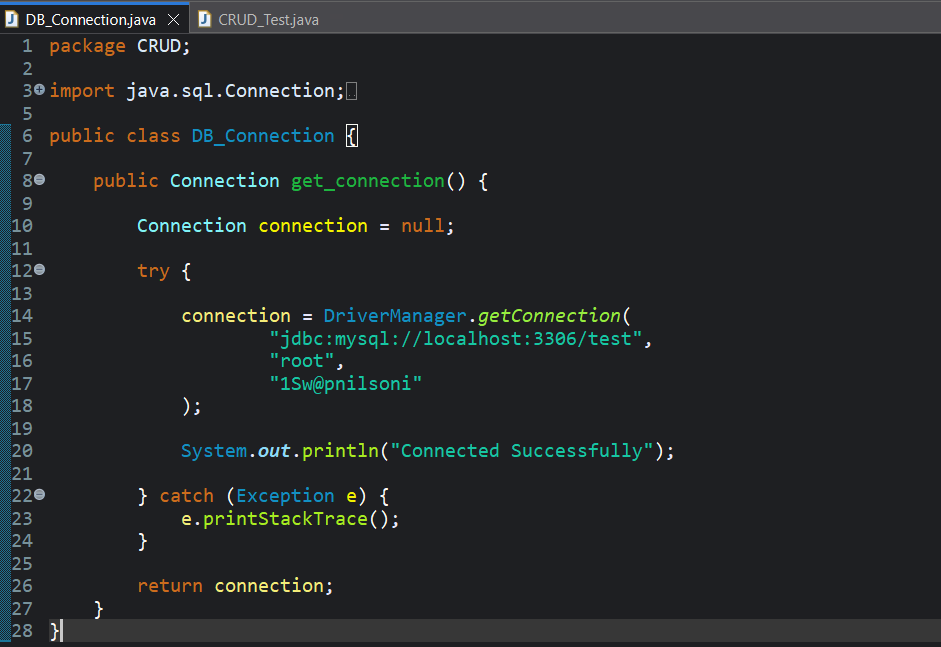 DB_Connection.java CRUD_Test.java
1 package CRUD;
2
3 import java.sql.Connection;
5
6 public class DB_Connection {
7
8     public Connection get_connection() {
9
10         Connection connection = null;
11
12         try {
13
14             connection = DriverManager.getConnection(
15                     "jdbc:mysql://localhost:3306/test",
16                     "root",
17                     "1Sw@pnilsoni"
18             );
19
20             System.out.println("Connected Successfully");
21
22         } catch (Exception e) {
23             e.printStackTrace();
24         }
25
26         return connection;
27     }
28 }